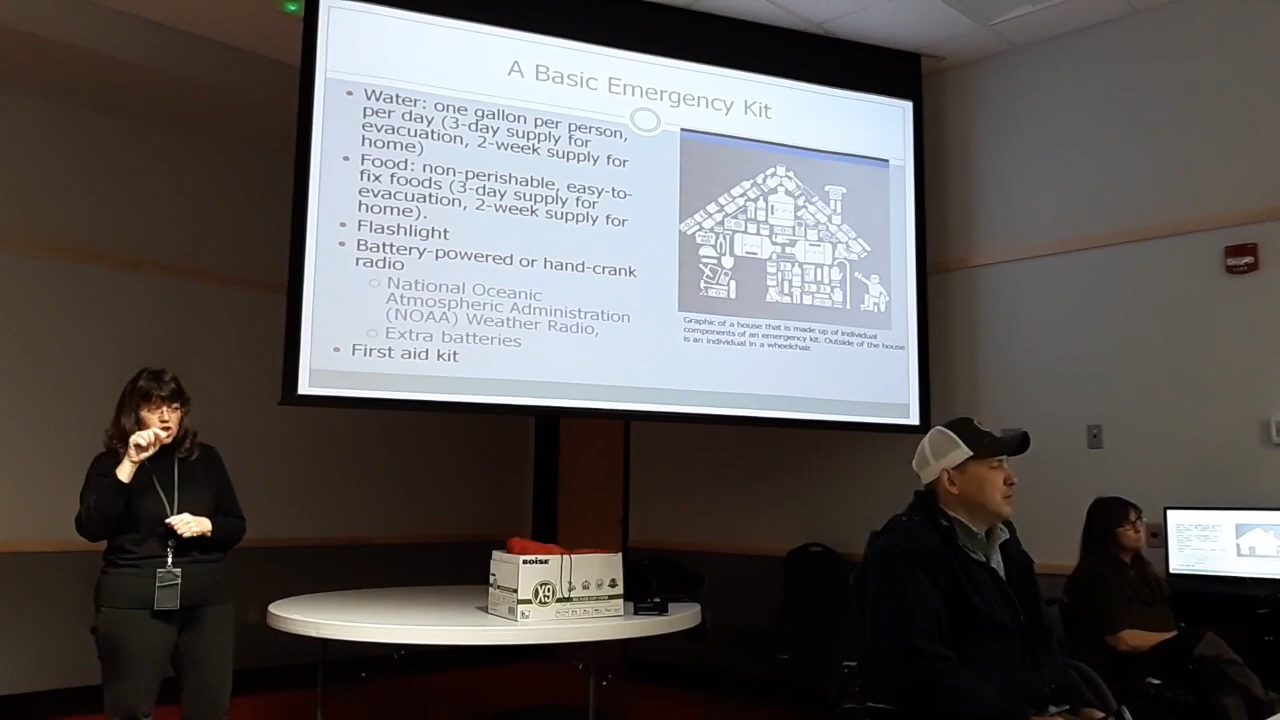 A Basic Emergency Kit
• Water: one gallon per person,
per day (3-day supply for
evacuation, 2-week supply for
home)
• Food: non-perishable, easy-to-
fix foods (3-day supply for
evacuation, 2-week supply for
home).
• Flashlight
• Battery-powered or hand-crank
radio
○ National Oceanic
Atmospheric Administration
(NOAA) Weather Radio,
○ Extra batteries
• First aid kit
FIRST
AID
Graphic of a house that is made up of individual
components of an emergency kit. Outside of the house
is an individual in a wheelchair.
BOISE
X-9